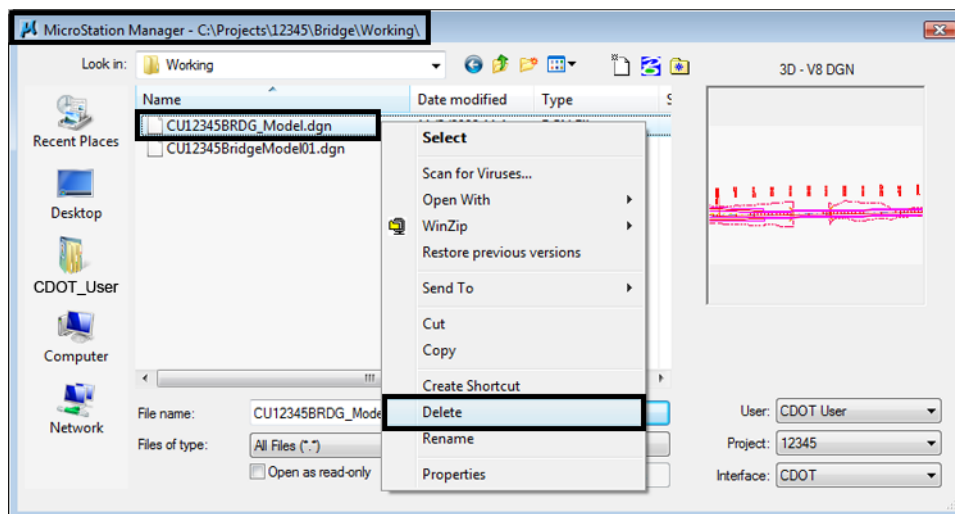 MicroStation Manager - C:\Projects\12345\Bridge\Working\
Look in: Working
3D - V8 DGN
Name Date modified Type
Recent Places
Desktop
CDOT_User
Computer
Network
CU12345BRDG_Model.dgn
CU12345BridgeModel01.dgn
Select
Scan for Viruses...
Open With
WinZip
Restore previous versions
Send To
Cut
Copy
Create Shortcut
Delete
Rename
Properties
File name: CU12345BRDG_Mode
Files of type: All Files (*.*)
Open as read-only
User: CDOT User
Project: 12345
Interface: CDOT